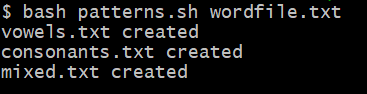 $ bash patterns.sh wordfile.txt
vowels.txt created
consonants.txt created
mixed.txt created